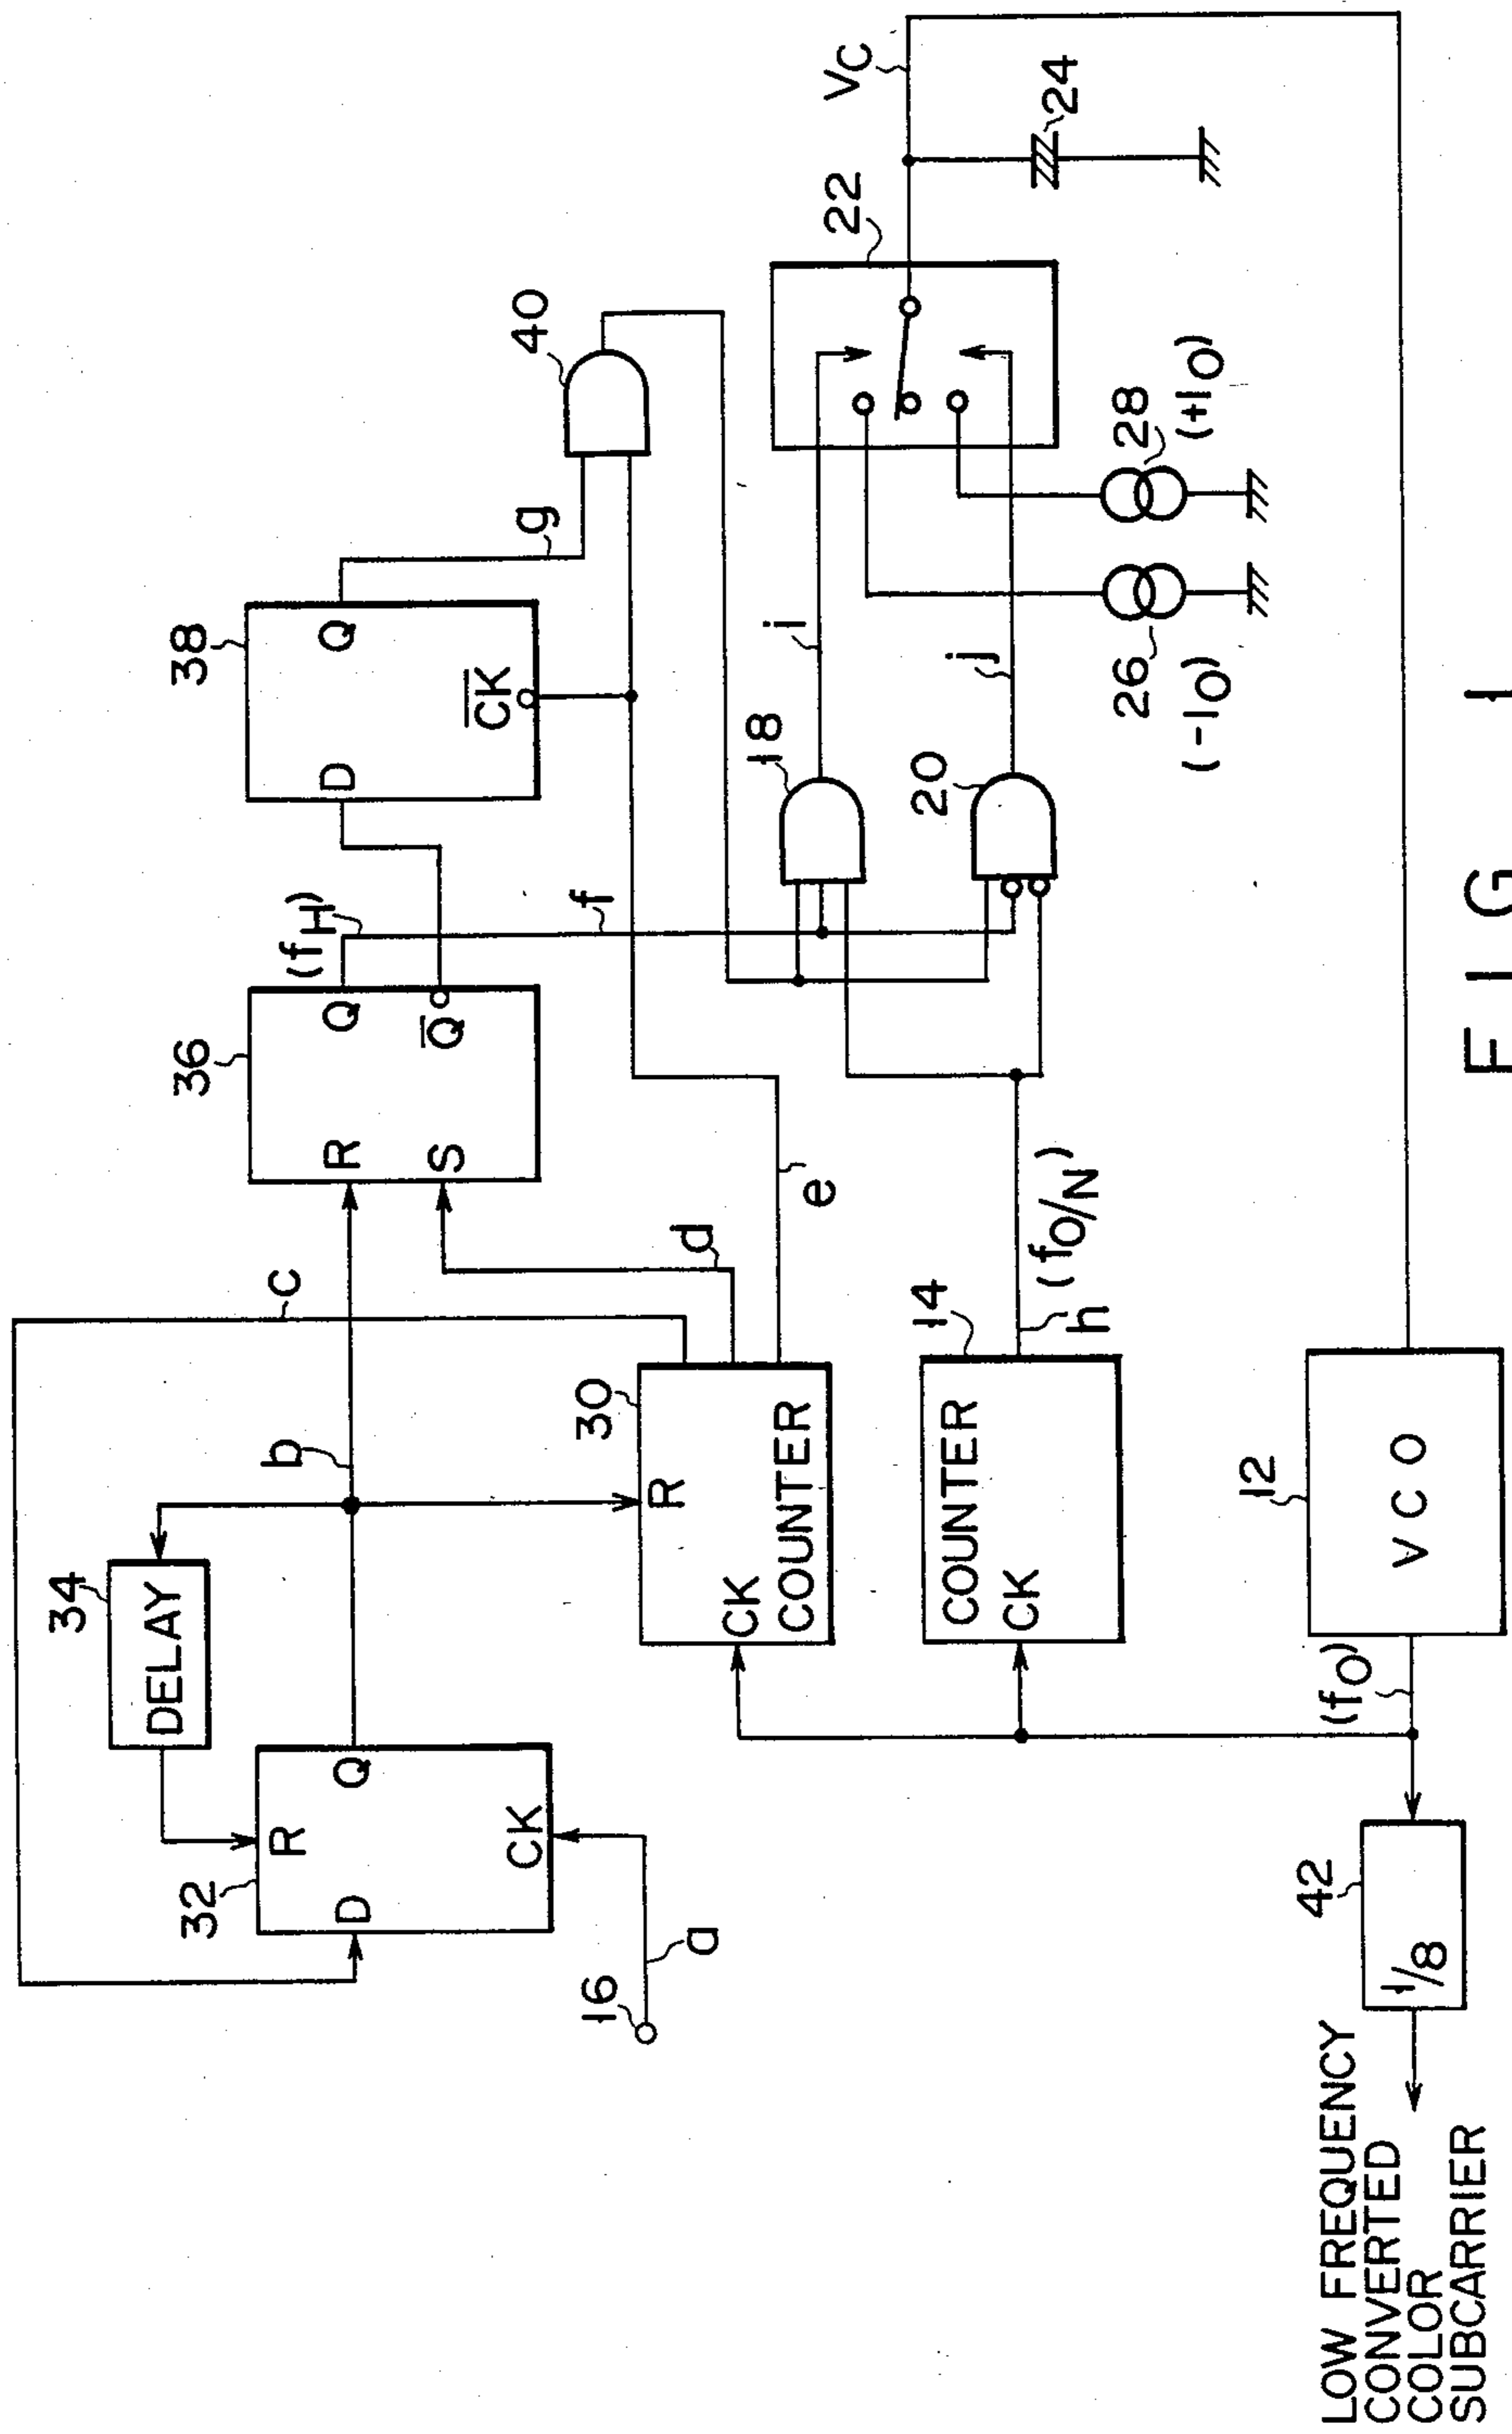 40
38
g
Q
D
CK
(fH)
36
Q
Q
f
R
S
VC
24
22
i
18
j
20
28
(+IO)
26
(-IO)
c
b
d
e
34
DELAY
30
R
CK
COUNTER
14
h
(fO/N)
COUNTER
CK
32
R
Q
D
CK
16
a
12
VCO
(fO)
42
1/8
LOW FREQUENCY
CONVERTED
COLOR
SUBCARRIER
FIG 1